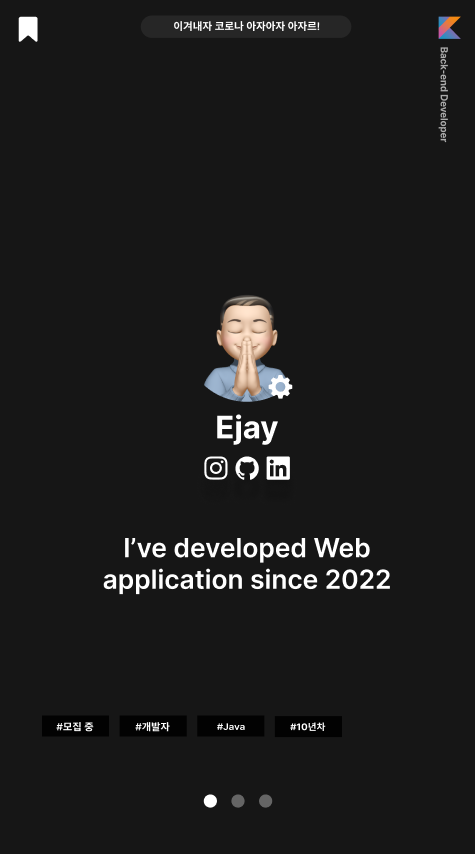 이겨내자 코로나 아자아자 아자르!
Back-end Developer
Ejay
I’ve developed Web
application since 2022
#모집 중
#개발자
#Java
#10년차